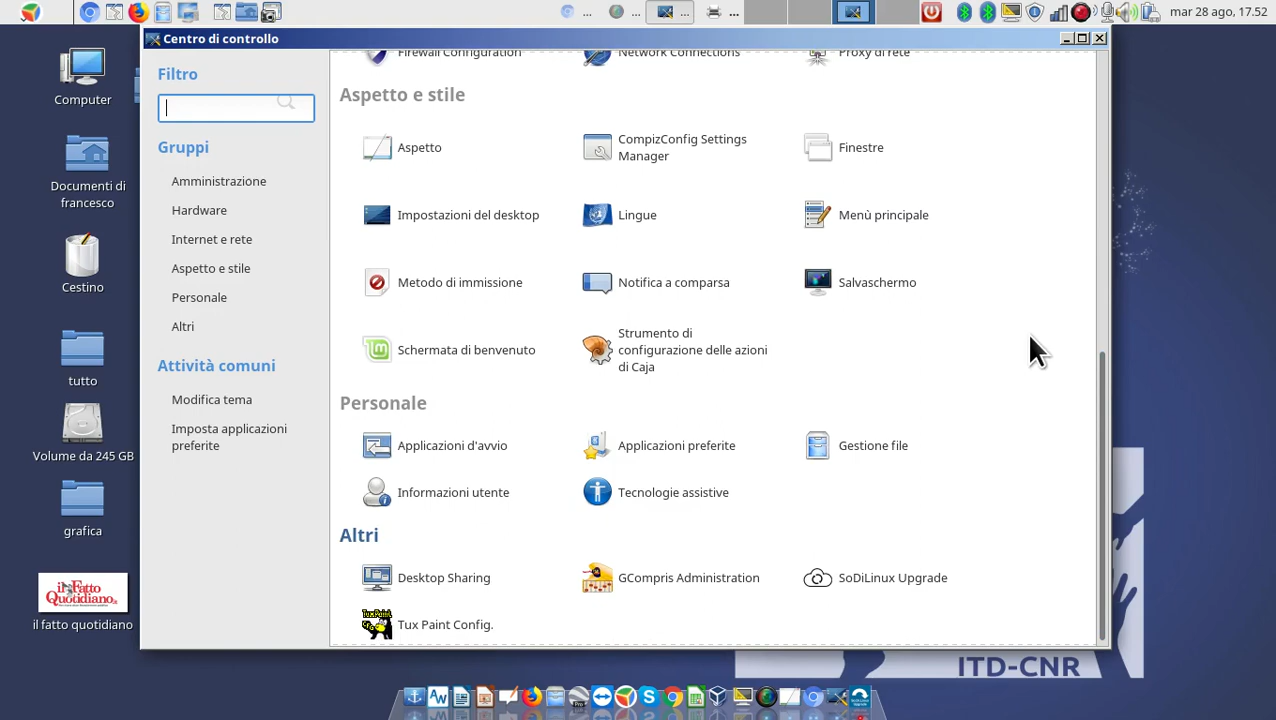 ... ... ... ... mar 28 ago, 17.52
Centro di controllo
Filtro
Gruppi
Amministrazione
Hardware
Internet e rete
Aspetto e stile
Personale
Altri
Attività comuni
Modifica tema
Imposta applicazioni
preferite
Firewall Configuration
Network Connections
Proxy di rete
Aspetto e stile
Aspetto
CompizConfig Settings
Manager
Finestre
Impostazioni del desktop
Lingue
Menù principale
Metodo di immissione
Notifica a comparsa
Salvaschermo
Schermata di benvenuto
Strumento di
configurazione delle azioni
di Caja
Personale
Applicazioni d'avvio
Applicazioni preferite
Gestione file
Informazioni utente
Tecnologie assistive
Altri
Desktop Sharing
GCompris Administration
SoDiLinux Upgrade
Tux Paint Config.
Computer
Documenti di
francesco
Cestino
tutto
Volume da 245 GB
grafica
il Fatto
Quotidiano
il fatto quotidiano
ITD-CNR